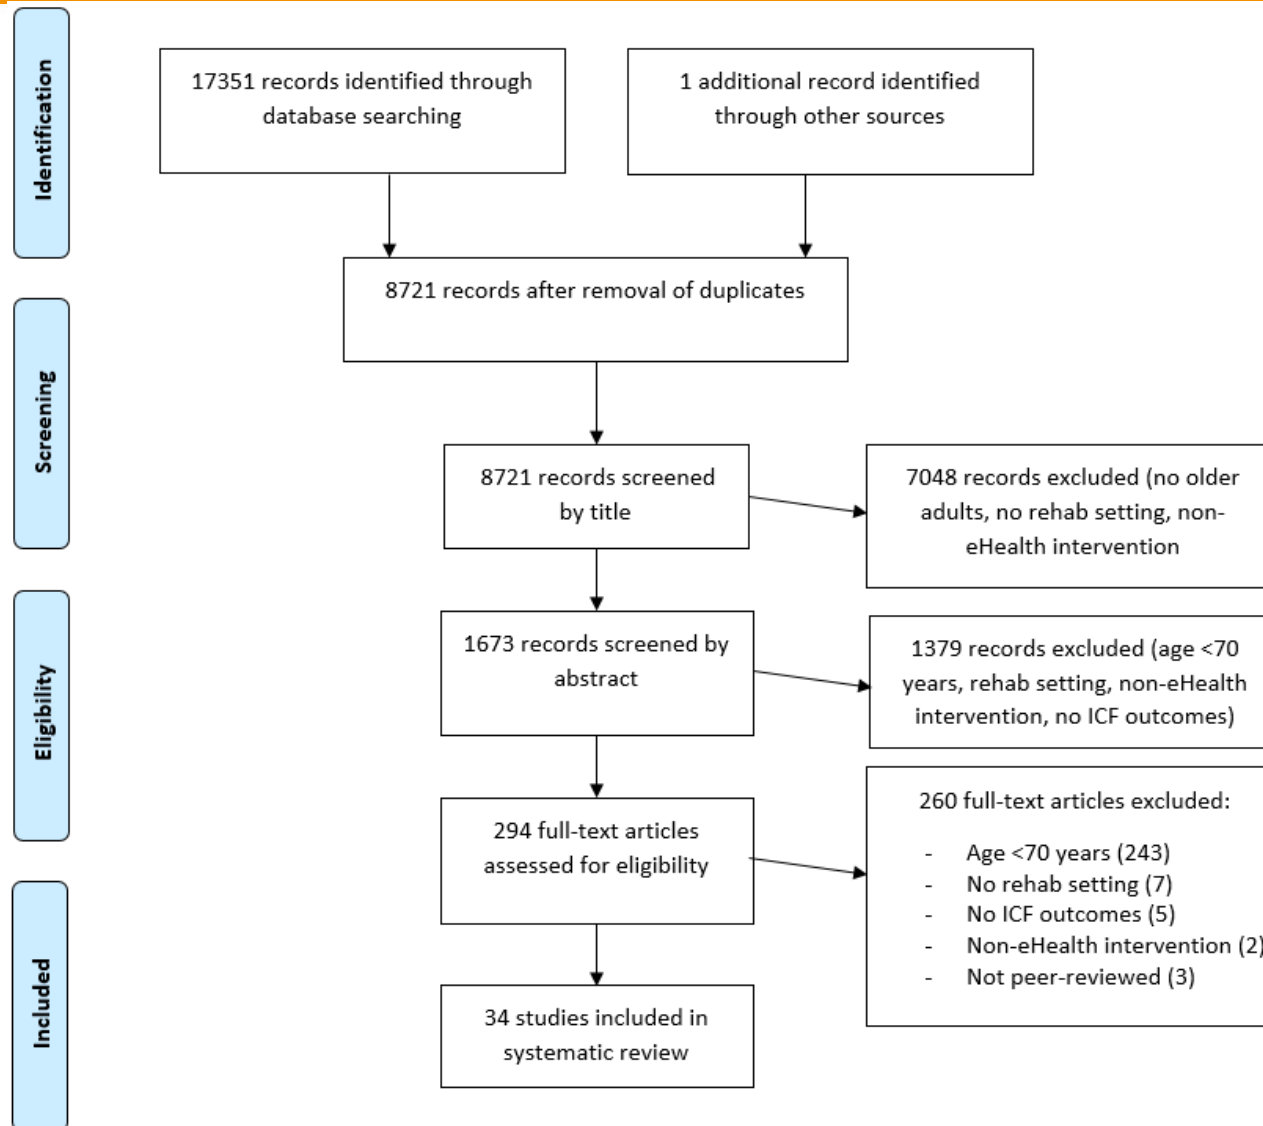 Identification
17351 records identified through
database searching
1 additional record identified
through other sources
8721 records after removal of duplicates
Screening
8721 records screened
by title
7048 records excluded (no older
adults, no rehab setting, non-
eHealth intervention
Eligibility
1673 records screened by
abstract
1379 records excluded (age <70
years, rehab setting, non-eHealth
intervention, no ICF outcomes)
294 full-text articles
assessed for eligibility
260 full-text articles excluded:
- Age <70 years (243)
- No rehab setting (7)
- No ICF outcomes (5)
- Non-eHealth intervention (2)
- Not peer-reviewed (3)
Included
34 studies included in
systematic review